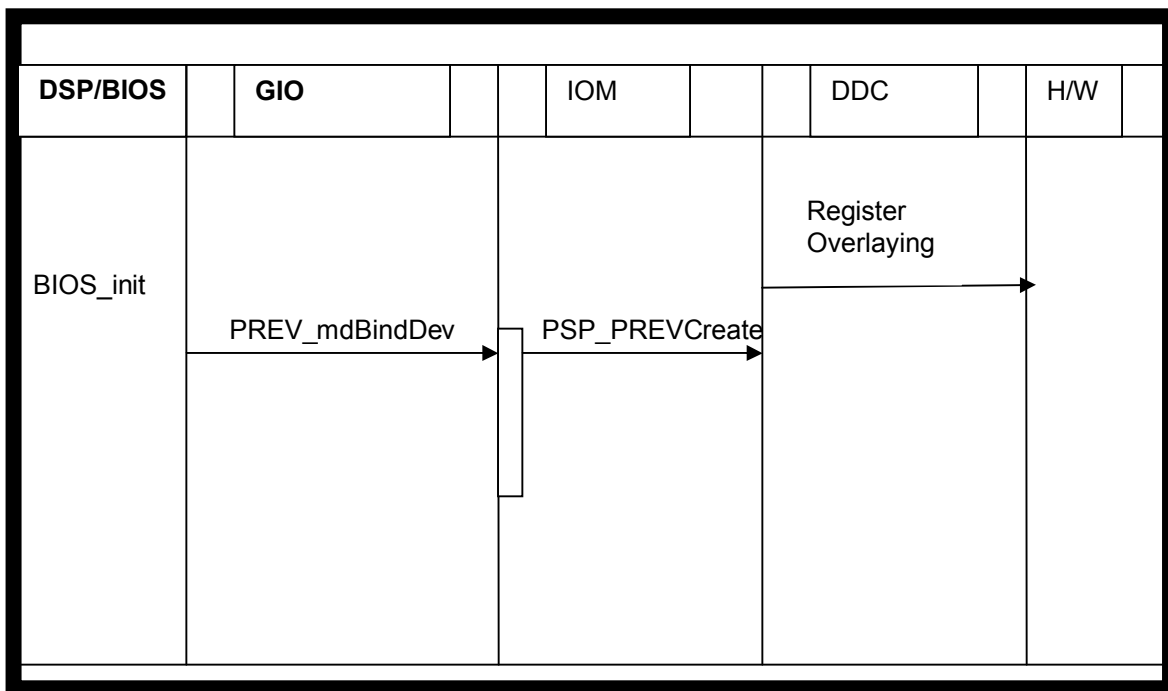 DSP/BIOS
GIO
IOM
DDC
H/W
Register
Overlaying
BIOS_init
PREV_mdBindDev
PSP_PREVCreate